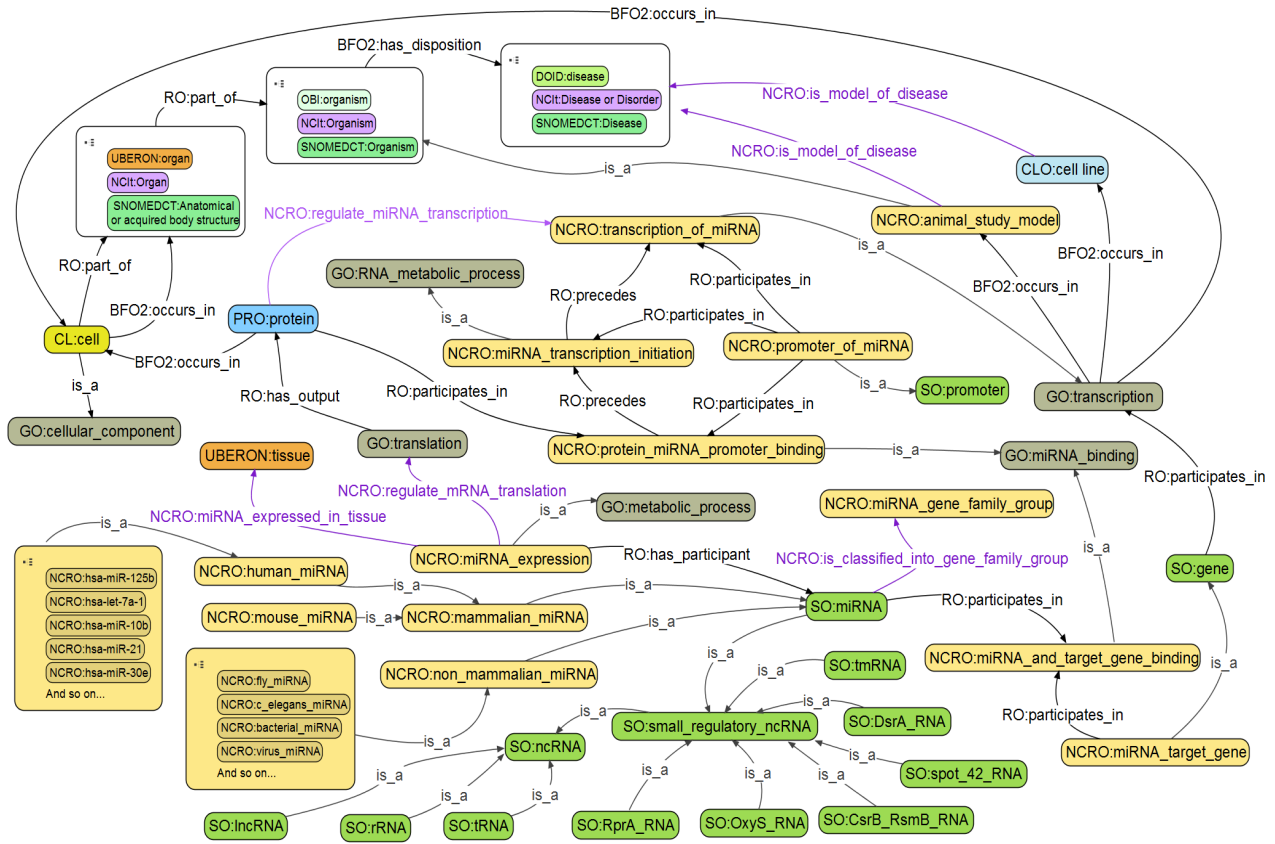 BFO2:occurs_in
BFO2:has_disposition
DOID:disease
NCIt:Disease or Disorder
SNOMEDCT:Disease
RO:part_of
OBI:organism
NCIt:Organism
SNOMEDCT:Organism
NCRO:is_model_of_disease
NCRO:is_model_of_disease
UBERON:organ
NCIt:Organ
SNOMEDCT:Anatomical
or acquired body structure
is_a
CLO:cell line
NCRO:regulate_miRNA_transcription
NCRO:transcription_of_miRNA
NCRO:animal_study_model
is_a
BFO2:occurs_in
RO:part_of
GO:RNA_metabolic_process
RO:participates_in
BFO2:occurs_in
RO:precedes
BFO2:occurs_in
PRO:protein
is_a
RO:participates_in
CL:cell
BFO2:occurs_in
NCRO:miRNA_transcription_initiation
NCRO:promoter_of_miRNA
is_a
is_a
SO:promoter
GO:transcription
RO:has_output
RO:participates_in
RO:precedes
RO:participates_in
GO:cellular_component
GO:translation
UBERON:tissue
NCRO:protein_miRNA_promoter_binding
is_a
GO:miRNA_binding
RO:participates_in
NCRO:regulate_mRNA_translation
NCRO:miRNA_expressed_in_tissue
is_a
GO:metabolic_process
NCRO:miRNA_gene_family_group
is_a
NCRO:miRNA_expression
RO:has_participant
NCRO:is_classified_into_gene_family_group
is_a
SO:gene
NCRO:hsa-miR-125b
NCRO:hsa-let-7a-1
NCRO:hsa-miR-10b
NCRO:hsa-miR-21
NCRO:hsa-miR-30e
And so on...
NCRO:human_miRNA
is_a
is_a
NCRO:mouse_miRNA
is_a
NCRO:mammalian_miRNA
is_a
SO:miRNA
RO:participates_in
NCRO:fly_miRNA
NCRO:c_elegans_miRNA
NCRO:bacterial_miRNA
NCRO:virus_miRNA
And so on...
NCRO:non_mammalian_miRNA
is_a
is_a
SO:tmRNA
NCRO:miRNA_and_target_gene_binding
is_a
is_a
is_a
is_a
SO:small_regulatory_ncRNA
SO:DsrA_RNA
RO:participates_in
is_a
SO:ncRNA
is_a
NCRO:miRNA_target_gene
is_a
is_a
is_a
is_a
is_a
is_a
SO:spot_42_RNA
SO:lncRNA
SO:rRNA
SO:tRNA
SO:RprA_RNA
SO:OxyS_RNA
SO:CsrB_RsmB_RNA